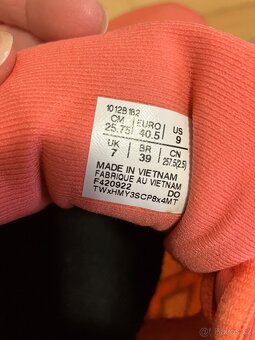 1012B182
CM EURO US
25.75 40.5 9
UK BR CN
7 39 257.5(2.5)
MADE IN VIETNAM
FABRIQUE AU VIETNAM
F420922 DO
TWxHMY3SCP8x4MT